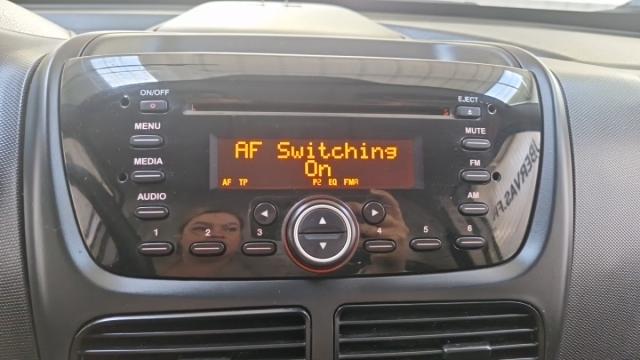 ON/OFF
EJECT
MENU
MUTE
AF Switching
On
MEDIA
FM
AF TP P2 EQ FMA
AUDIO
AM
1 2 3 4 5 6